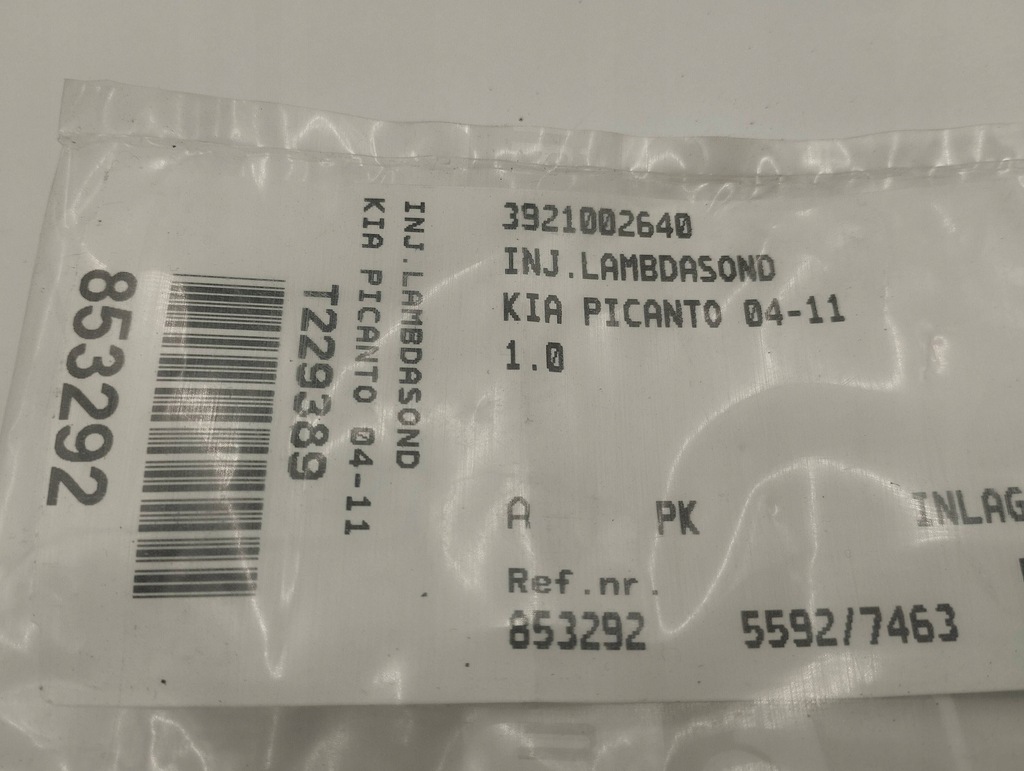 853292
T229389
KIA PICANTO 04-11
INJ.LAMBDASOND
3921002640
INJ.LAMBDASOND
KIA PICANTO 04-11
1.0
A PK INLAG
Ref.nr.
853292 5592/7463